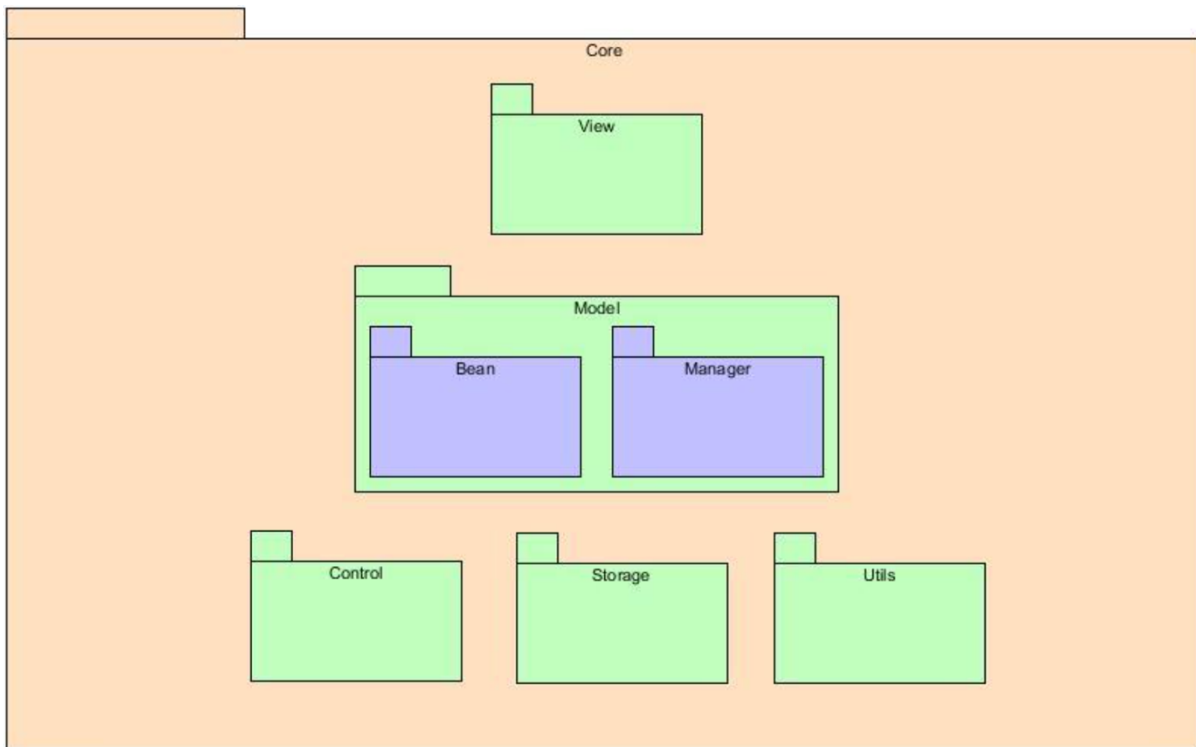 Core
View
Model
Bean
Manager
Control
Storage
Utils